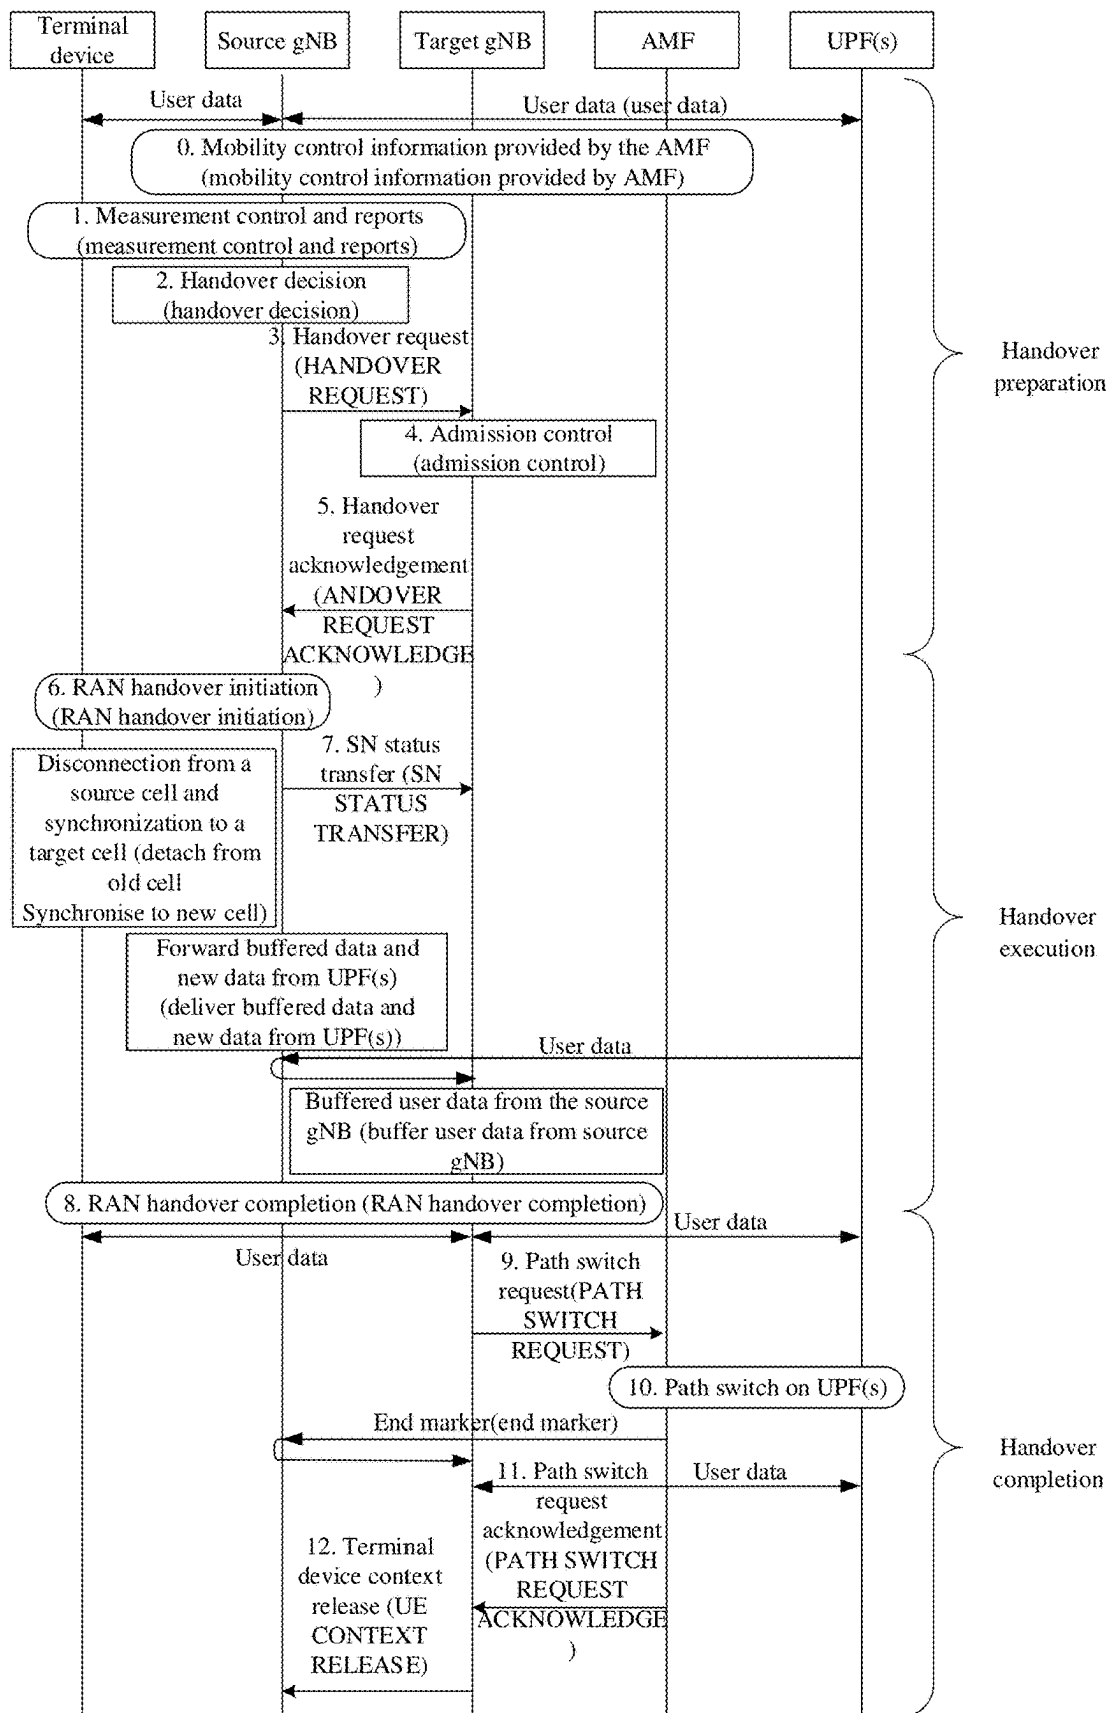 Terminal
device
Source gNB
Target gNB
AMF
UPF(s)
User data
User data (user data)
0. Mobility control information provided by the AMF
(mobility control information provided by AMF)
1. Measurement control and reports
(measurement control and reports)
2. Handover decision
(handover decision)
3. Handover request
(HANDOVER
REQUEST)
Handover
preparation
4. Admission control
(admission control)
5. Handover
request
acknowledgement
(ANDOVER
REQUEST
ACKNOWLEDGE
)
6. RAN handover initiation
(RAN handover initiation)
7. SN status
transfer (SN
STATUS
TRANSFER)
Disconnection from a
source cell and
synchronization to a
target cell (detach from
old cell
Synchronise to new cell)
Handover
execution
Forward buffered data and
new data from UPF(s)
(deliver buffered data and
new data from UPF(s))
User data
Buffered user data from the source
gNB (buffer user data from source
gNB)
8. RAN handover completion (RAN handover completion)
User data
User data
9. Path switch
request(PATH
SWITCH
REQUEST)
10. Path switch on UPF(s)
End marker(end marker)
Handover
completion
11. Path switch
request
acknowledgement
(PATH SWITCH
REQUEST
ACKNOWLEDGE
)
User data
12. Terminal
device context
release (UE
CONTEXT
RELEASE)